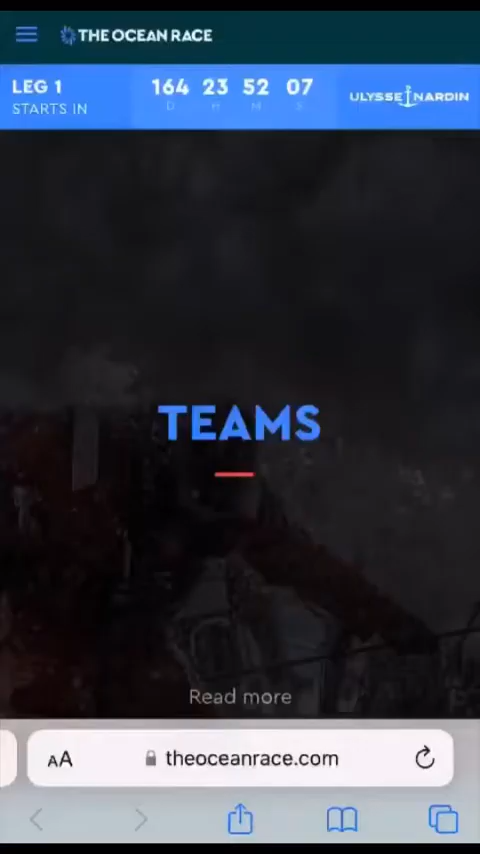 THE OCEAN RACE
LEG 1
STARTS IN
164 23 52 07
D H M S
ULYSSE NARDIN
TEAMS
Read more
AA
theoceanrace.com